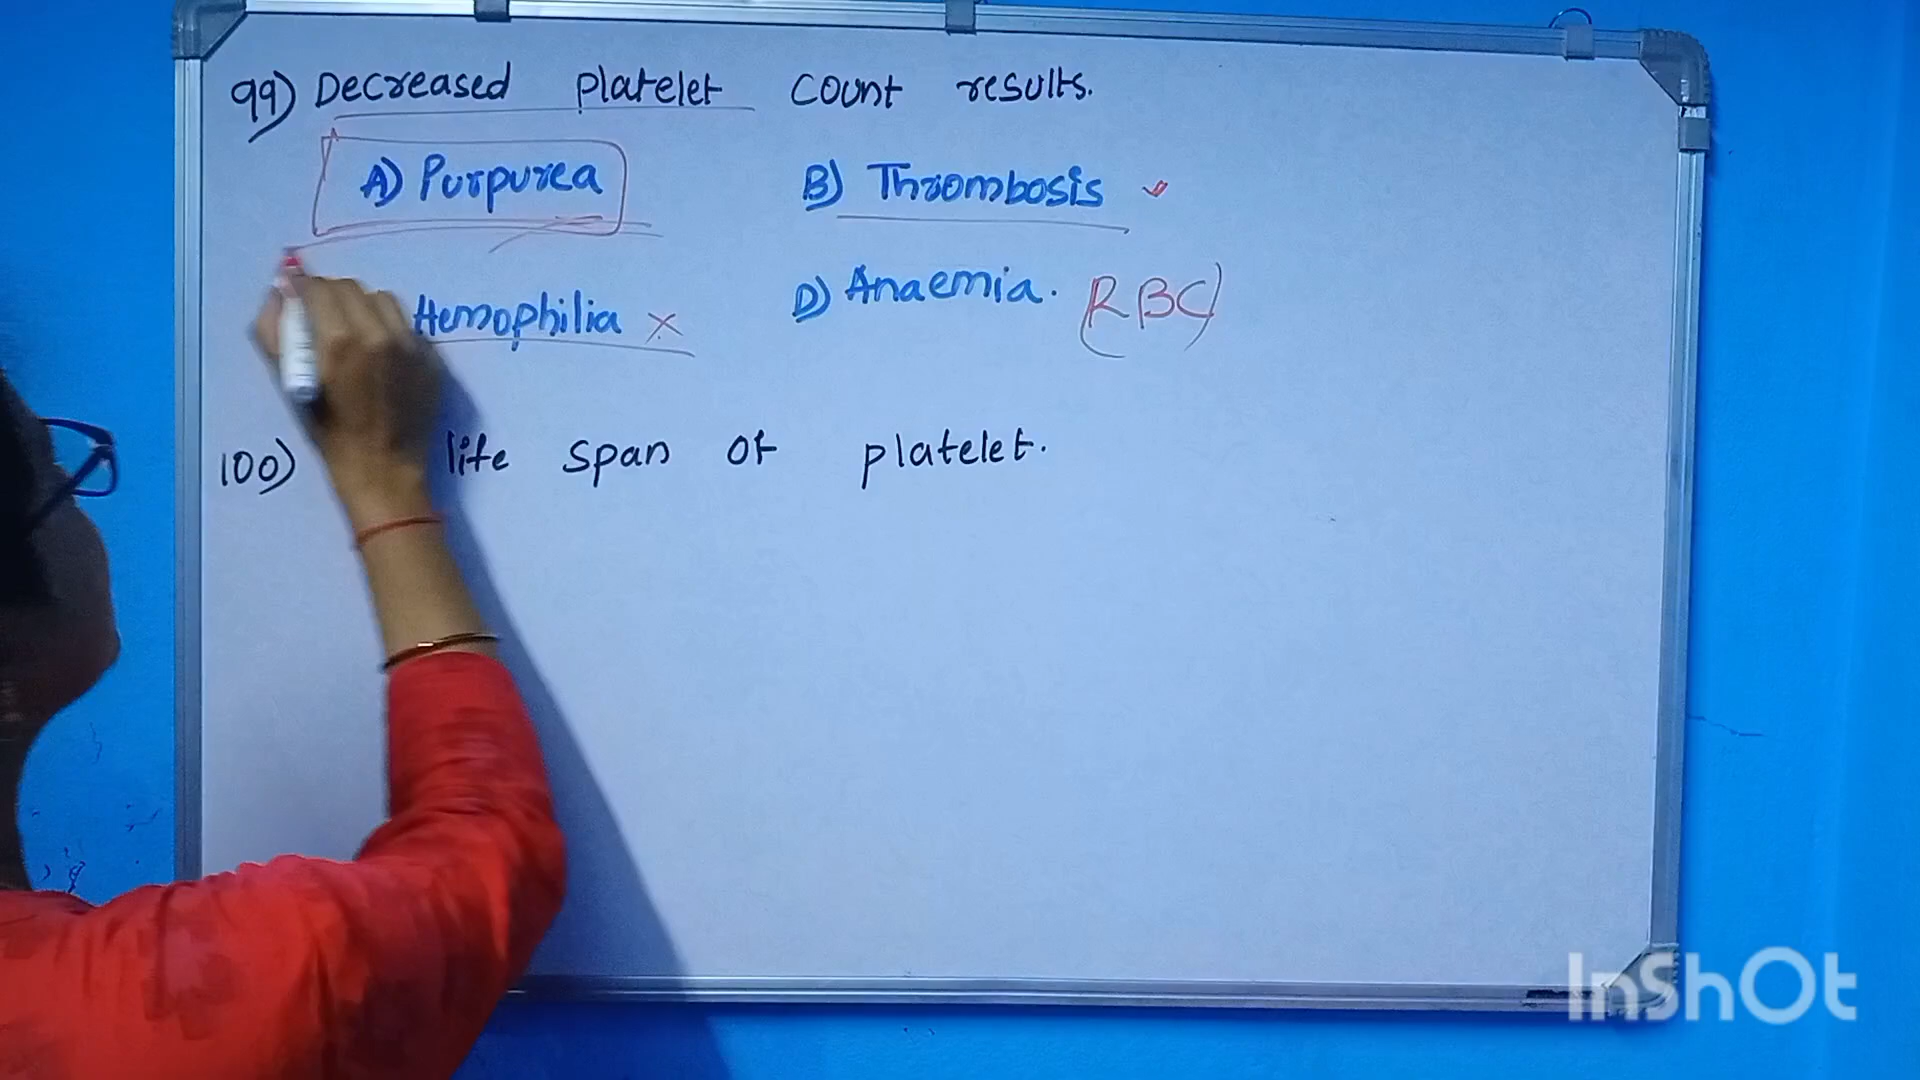 99) Decreased platelet count results.
A) Purpurea B) Thrombosis
Hemophilia x D) Anaemia. (RBC)
100) life span of platelet.
InShOt